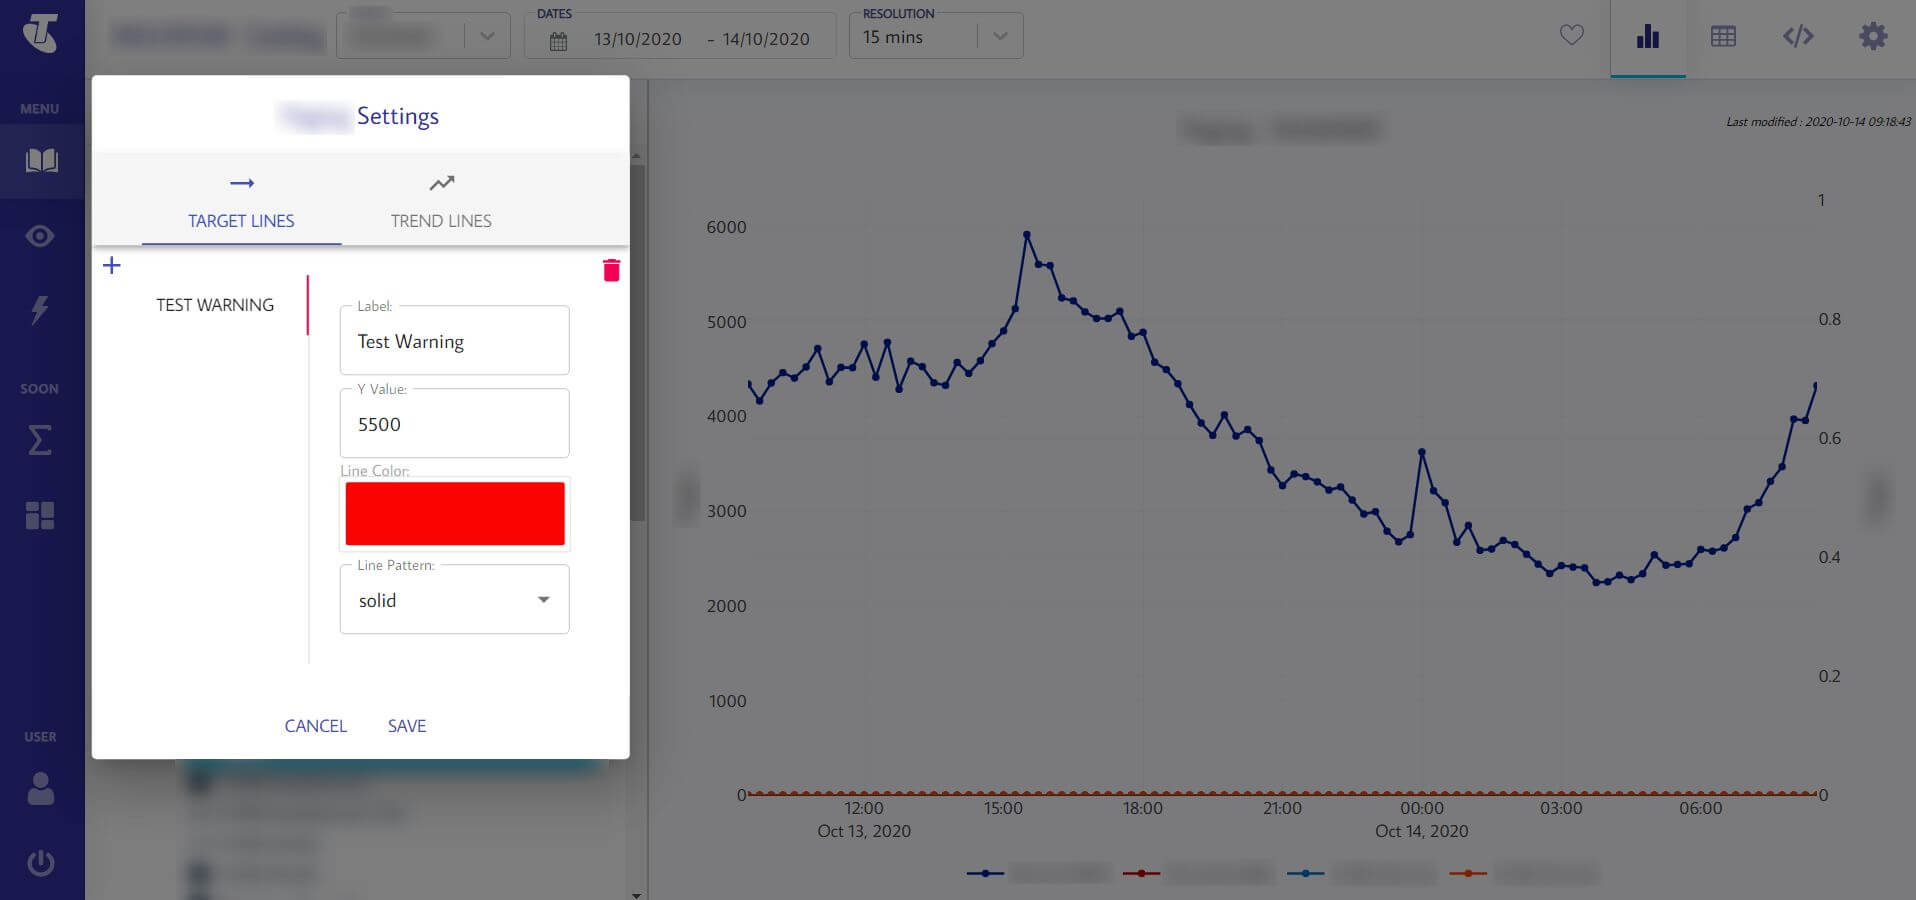 DATES
13/10/2020 - 14/10/2020
RESOLUTION
15 mins
MENU
SOON
USER
Settings
TARGET LINES
TREND LINES
TEST WARNING
Label:
Test Warning
Y Value:
5500
Line Color:
Line Pattern:
solid
CANCEL
SAVE
Last modified : 2020-10-14 09:18:43
6000
5000
4000
3000
2000
1000
0
1
0.8
0.6
0.4
0.2
0
12:00
15:00
18:00
21:00
00:00
03:00
06:00
Oct 13, 2020
Oct 14, 2020